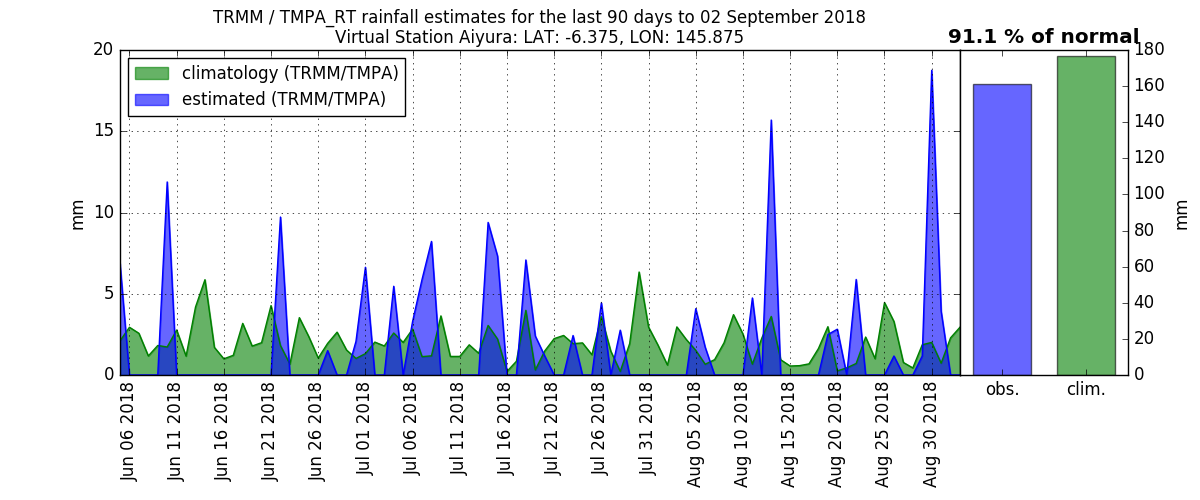 TRMM / TMPA_RT rainfall estimates for the last 90 days to 02 September 2018
Virtual Station Aiyura: LAT: -6.375, LON: 145.875
91.1 % of normal
climatology (TRMM/TMPA)
estimated (TRMM/TMPA)
mm
20
15
10
5
0
Jun 06 2018
Jun 11 2018
Jun 16 2018
Jun 21 2018
Jun 26 2018
Jul 01 2018
Jul 06 2018
Jul 11 2018
Jul 16 2018
Jul 21 2018
Jul 26 2018
Jul 31 2018
Aug 05 2018
Aug 10 2018
Aug 15 2018
Aug 20 2018
Aug 25 2018
Aug 30 2018
obs.
clim.
180
160
140
120
100
80
60
40
20
0
mm